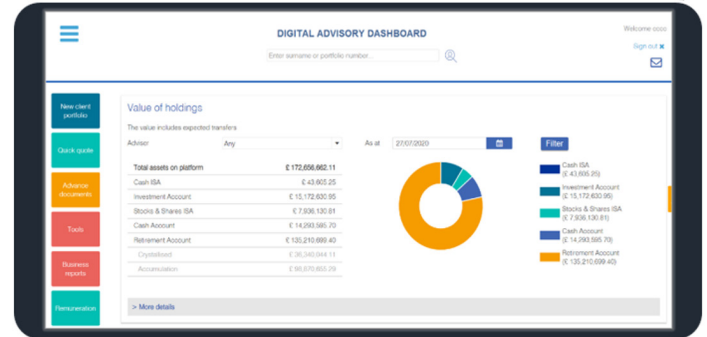 DIGITAL ADVISORY DASHBOARD
Welcome
Enter surname or portfolio number...
Sign out ✖
New client
portfolio
Quick quote
Advance
documents
Tools
Business
reports
Remuneration
Value of holdings
The value includes expected transfers
Adviser Any As at 27/07/2020 Filter
Total assets on platform £ 172,656,662.11
Cash ISA £ 43,605.25
Investment Account £ 15,172,630.95
Stocks & Shares ISA £ 7,936,130.81
Cash Account £ 14,293,595.70
Retirement Account £ 135,210,699.40
Crystallised
Accumulation
Cash ISA
(£ 43,605.25)
Investment Account
(£ 15,172,630.95)
Stocks & Shares ISA
(£ 7,936,130.81)
Cash Account
(£ 14,293,595.70)
Retirement Account
(£ 135,210,699.40)
> More details